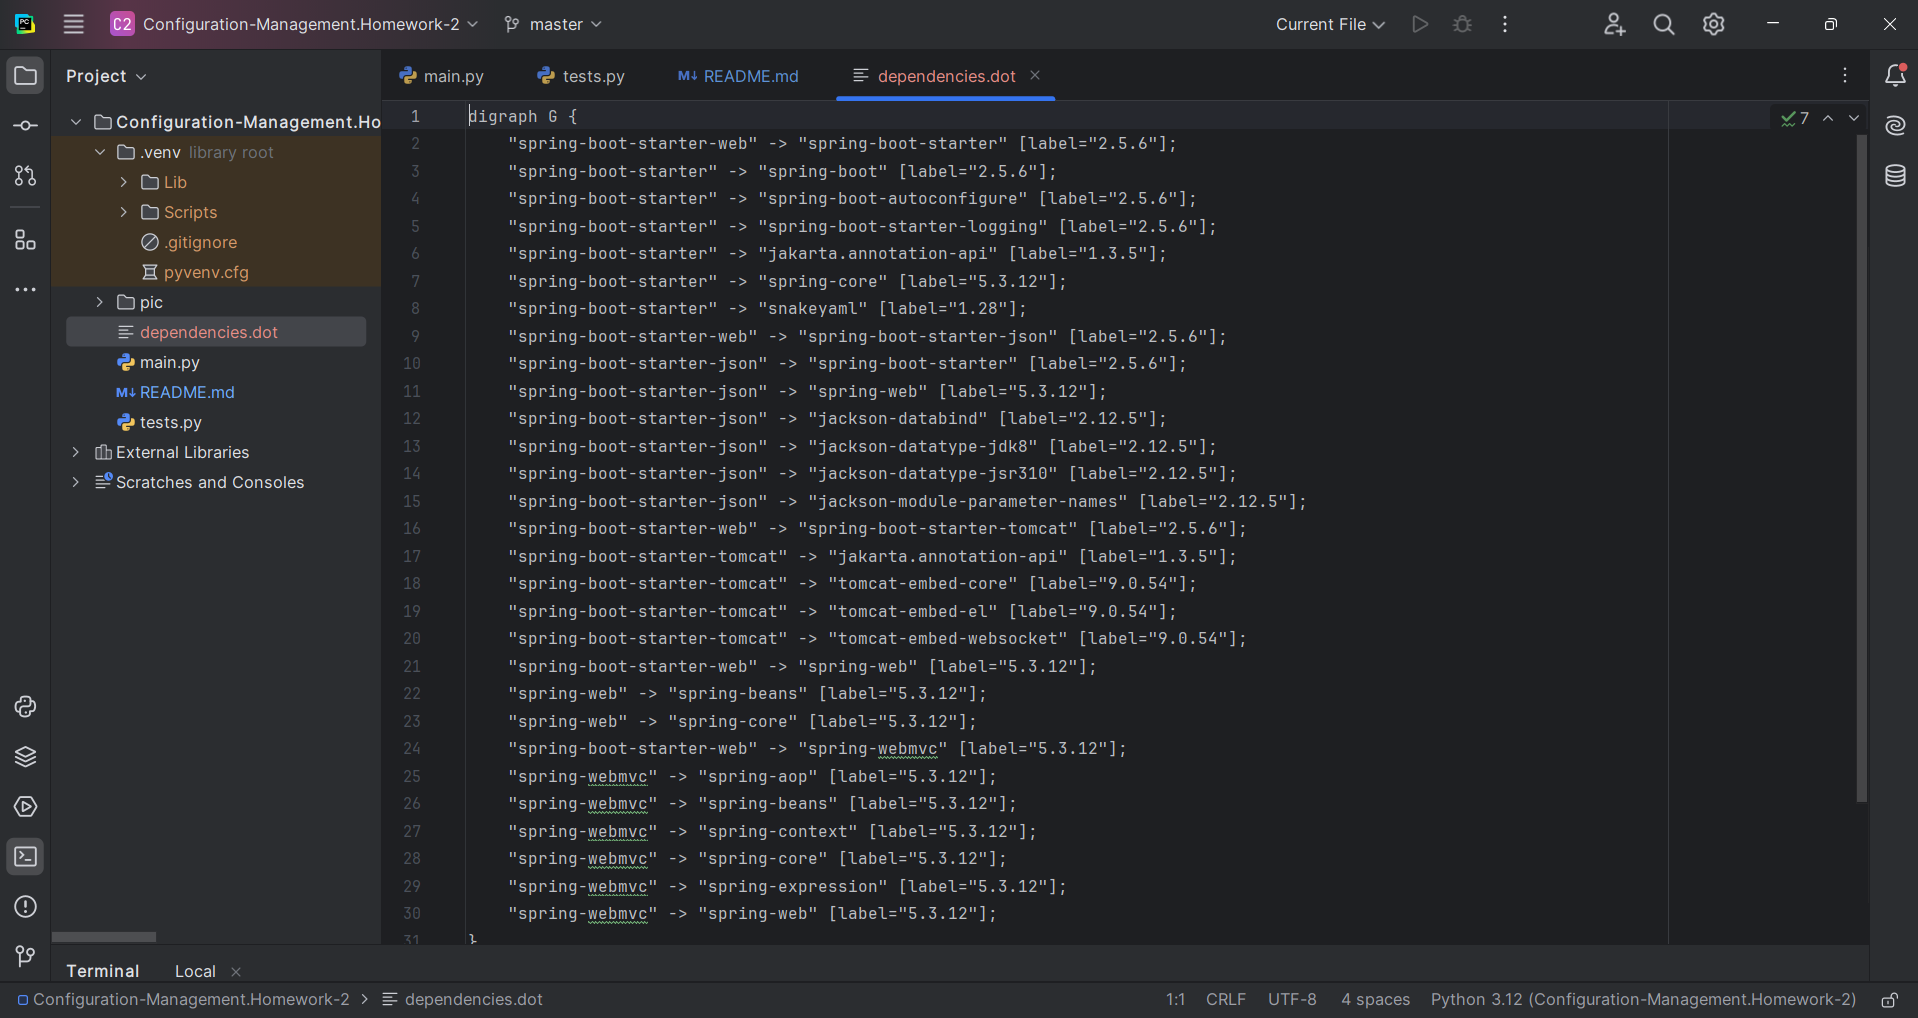 C2 Configuration-Management.Homework-2 master Current File
Project
main.py tests.py M↓ README.md dependencies.dot
Configuration-Management.Ho
.venv library root
Lib
Scripts
.gitignore
pyvenv.cfg
pic
dependencies.dot
main.py
M↓ README.md
tests.py
External Libraries
Scratches and Consoles
7
1 digraph G {
2 "spring-boot-starter-web" -> "spring-boot-starter" [label="2.5.6"];
3 "spring-boot-starter" -> "spring-boot" [label="2.5.6"];
4 "spring-boot-starter" -> "spring-boot-autoconfigure" [label="2.5.6"];
5 "spring-boot-starter" -> "spring-boot-starter-logging" [label="2.5.6"];
6 "spring-boot-starter" -> "jakarta.annotation-api" [label="1.3.5"];
7 "spring-boot-starter" -> "spring-core" [label="5.3.12"];
8 "spring-boot-starter" -> "snakeyaml" [label="1.28"];
9 "spring-boot-starter-web" -> "spring-boot-starter-json" [label="2.5.6"];
10 "spring-boot-starter-json" -> "spring-boot-starter" [label="2.5.6"];
11 "spring-boot-starter-json" -> "spring-web" [label="5.3.12"];
12 "spring-boot-starter-json" -> "jackson-databind" [label="2.12.5"];
13 "spring-boot-starter-json" -> "jackson-datatype-jdk8" [label="2.12.5"];
14 "spring-boot-starter-json" -> "jackson-datatype-jsr310" [label="2.12.5"];
15 "spring-boot-starter-json" -> "jackson-module-parameter-names" [label="2.12.5"];
16 "spring-boot-starter-web" -> "spring-boot-starter-tomcat" [label="2.5.6"];
17 "spring-boot-starter-tomcat" -> "jakarta.annotation-api" [label="1.3.5"];
18 "spring-boot-starter-tomcat" -> "tomcat-embed-core" [label="9.0.54"];
19 "spring-boot-starter-tomcat" -> "tomcat-embed-el" [label="9.0.54"];
20 "spring-boot-starter-tomcat" -> "tomcat-embed-websocket" [label="9.0.54"];
21 "spring-boot-starter-web" -> "spring-web" [label="5.3.12"];
22 "spring-web" -> "spring-beans" [label="5.3.12"];
23 "spring-web" -> "spring-core" [label="5.3.12"];
24 "spring-boot-starter-web" -> "spring-webmvc" [label="5.3.12"];
25 "spring-webmvc" -> "spring-aop" [label="5.3.12"];
26 "spring-webmvc" -> "spring-beans" [label="5.3.12"];
27 "spring-webmvc" -> "spring-context" [label="5.3.12"];
28 "spring-webmvc" -> "spring-core" [label="5.3.12"];
29 "spring-webmvc" -> "spring-expression" [label="5.3.12"];
30 "spring-webmvc" -> "spring-web" [label="5.3.12"];
31 }
Terminal Local
Configuration-Management.Homework-2 > dependencies.dot 1:1 CRLF UTF-8 4 spaces Python 3.12 (Configuration-Management.Homework-2)